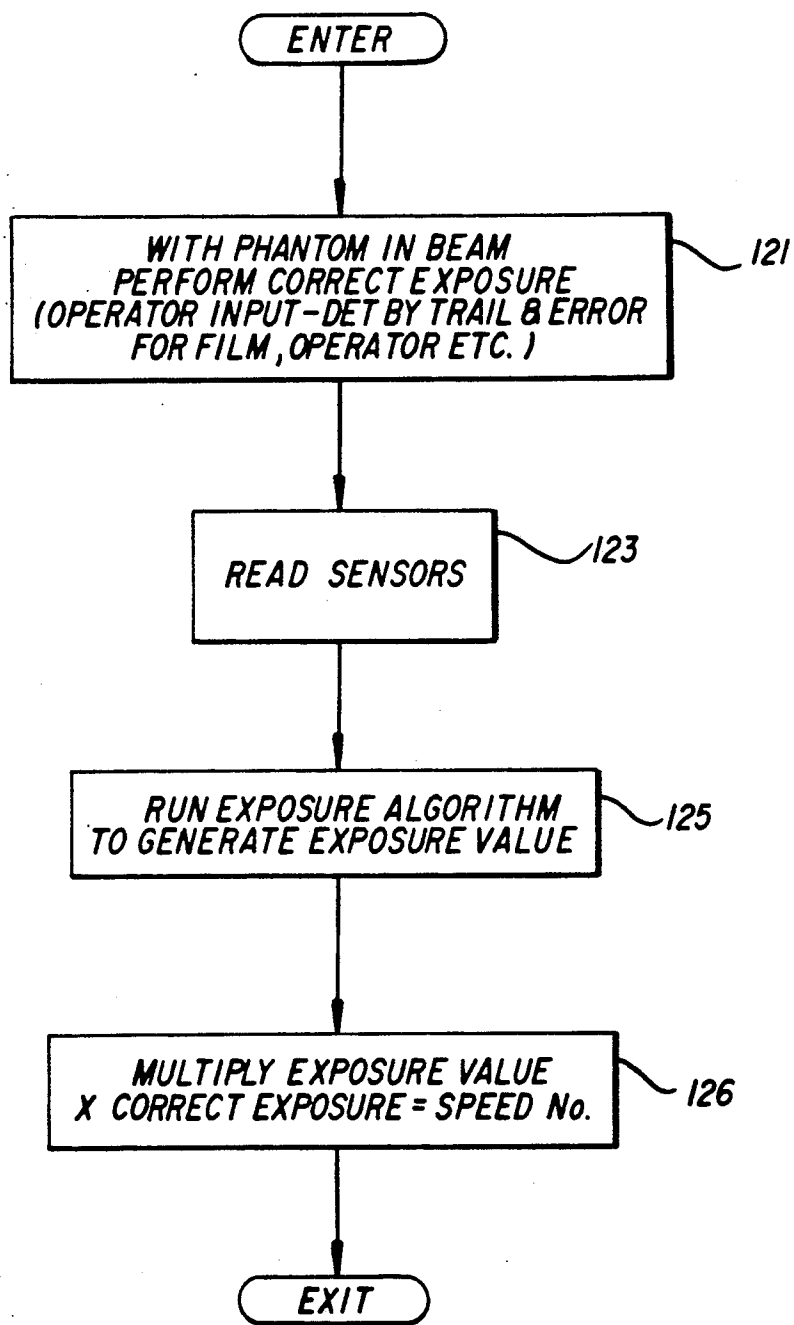 ENTER
WITH PHANTOM IN BEAM
PERFORM CORRECT EXPOSURE
(OPERATOR INPUT-DET BY TRAIL & ERROR
FOR FILM, OPERATOR ETC.)
121
READ SENSORS
123
RUN EXPOSURE ALGORITHM
TO GENERATE EXPOSURE VALUE
125
MULTIPLY EXPOSURE VALUE
X CORRECT EXPOSURE = SPEED No.
126
EXIT